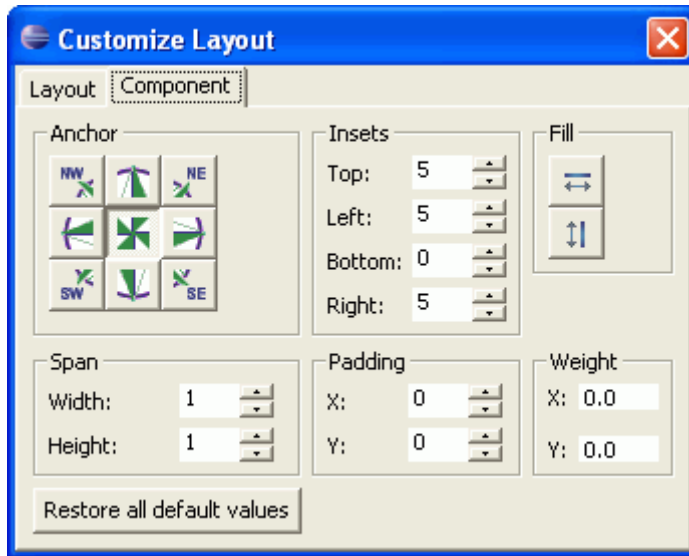 Customize Layout
Layout Component
Anchor Insets Fill
NW NE Top: 5
Left: 5
Bottom: 0
SW SE Right: 5
Span Padding Weight
Width: 1 X: 0 X: 0.0
Height: 1 Y: 0 Y: 0.0
Restore all default values